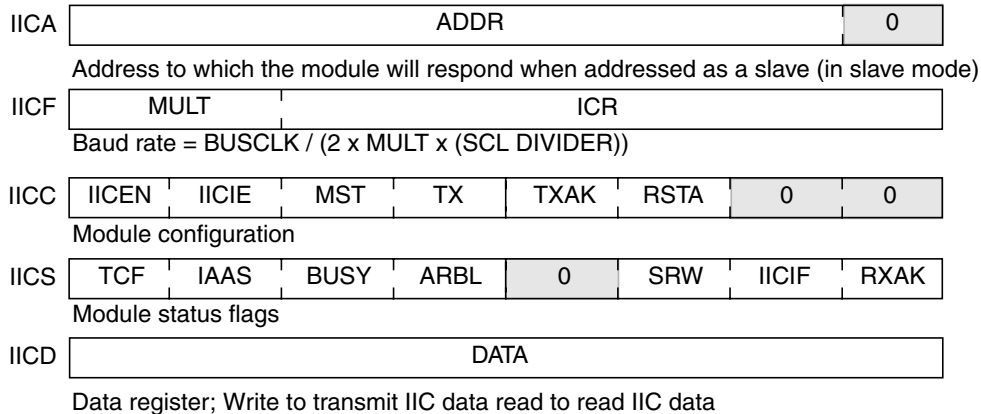 IICA ADDR 0
Address to which the module will respond when addressed as a slave (in slave mode)
IICF MULT ICR
Baud rate = BUSCLK / (2 x MULT x (SCL DIVIDER))
IICC IICEN IICIE MST TX TXAK RSTA 0 0
Module configuration
IICS TCF IAAS BUSY ARBL 0 SRW IICIF RXAK
Module status flags
IICD DATA
Data register; Write to transmit IIC data read to read IIC data